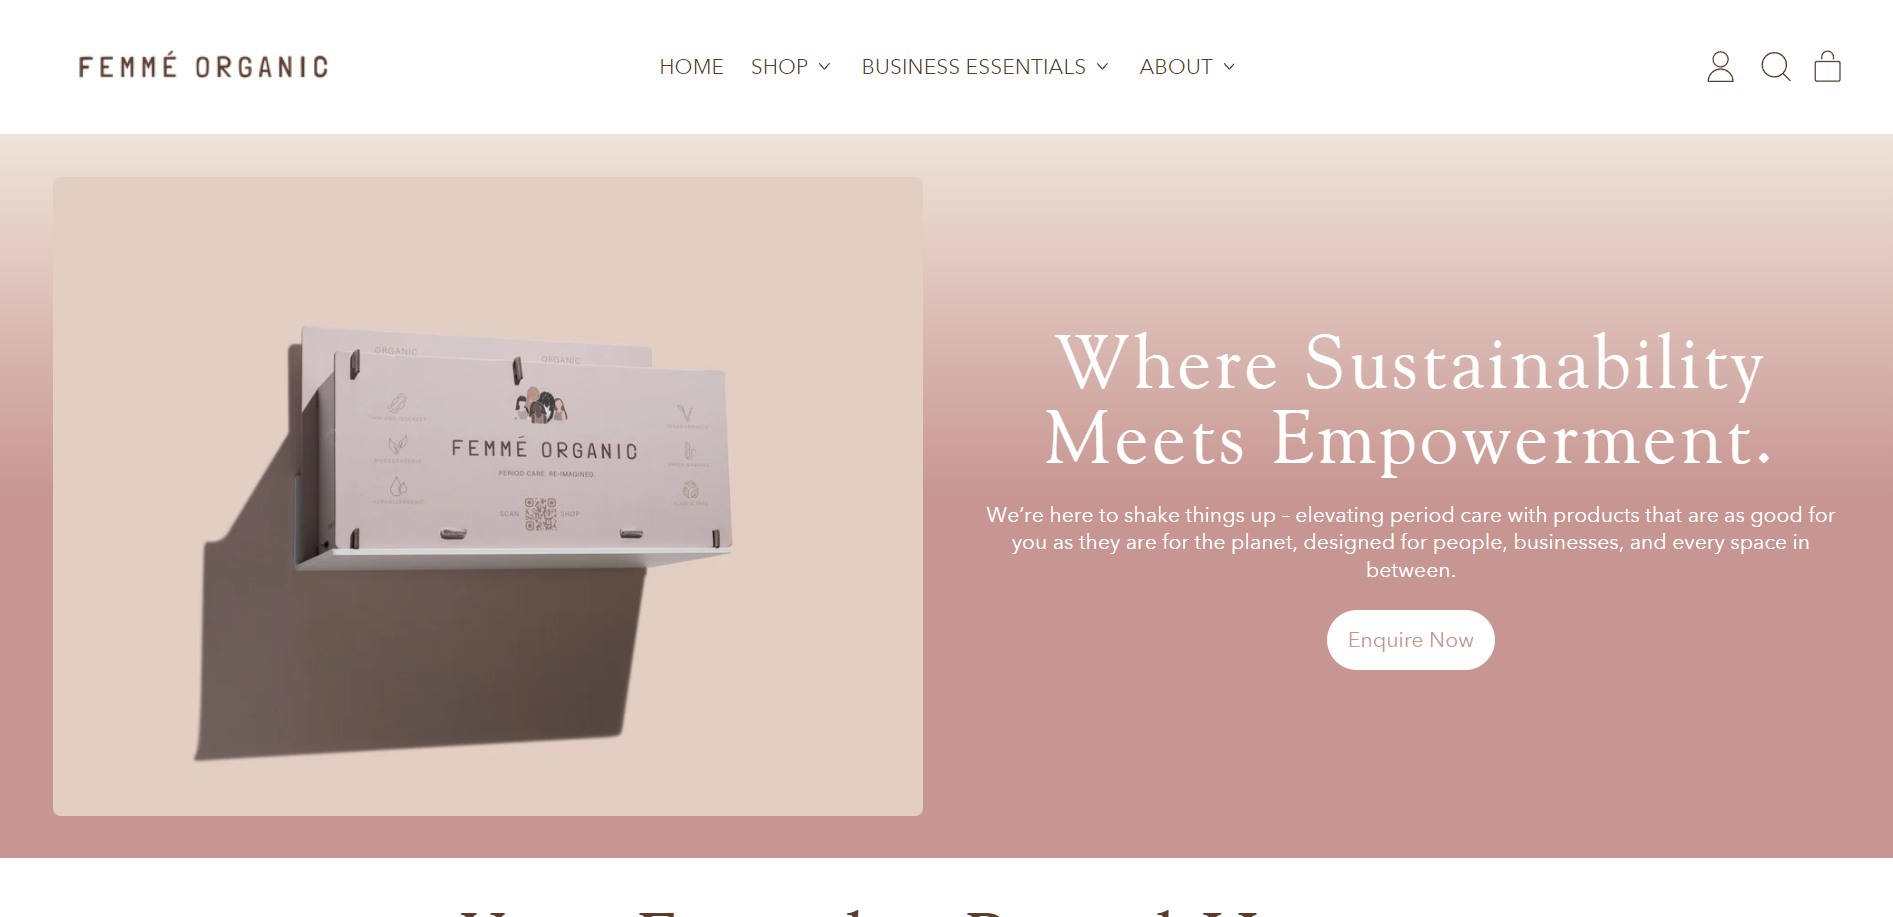 FEMMÉ ORGANIC
HOME
SHOP
BUSINESS ESSENTIALS
ABOUT
ORGANIC
ORGANIC
FEMMÉ ORGANIC
PERIOD CARE. RE-IMAGINED.
SCAN
SHOP
Where Sustainability
Meets Empowerment.
We’re here to shake things up – elevating period care with products that are as good for
you as they are for the planet, designed for people, businesses, and every space in
between.
Enquire Now